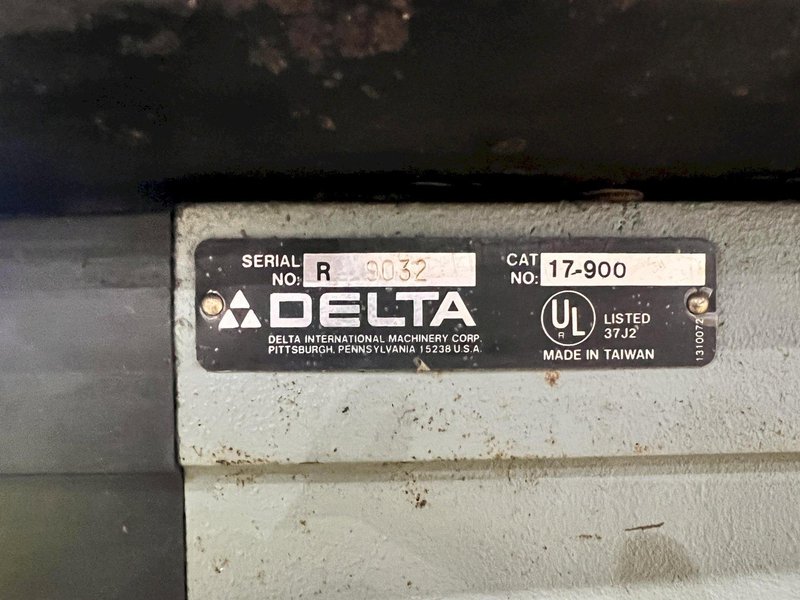 SERIAL NO: R 9032
CAT NO: 17-900
DELTA
DELTA INTERNATIONAL MACHINERY CORP.
PITTSBURGH, PENNSYLVANIA 15238 U.S.A.
UL R LISTED 37J2
MADE IN TAIWAN
1310072